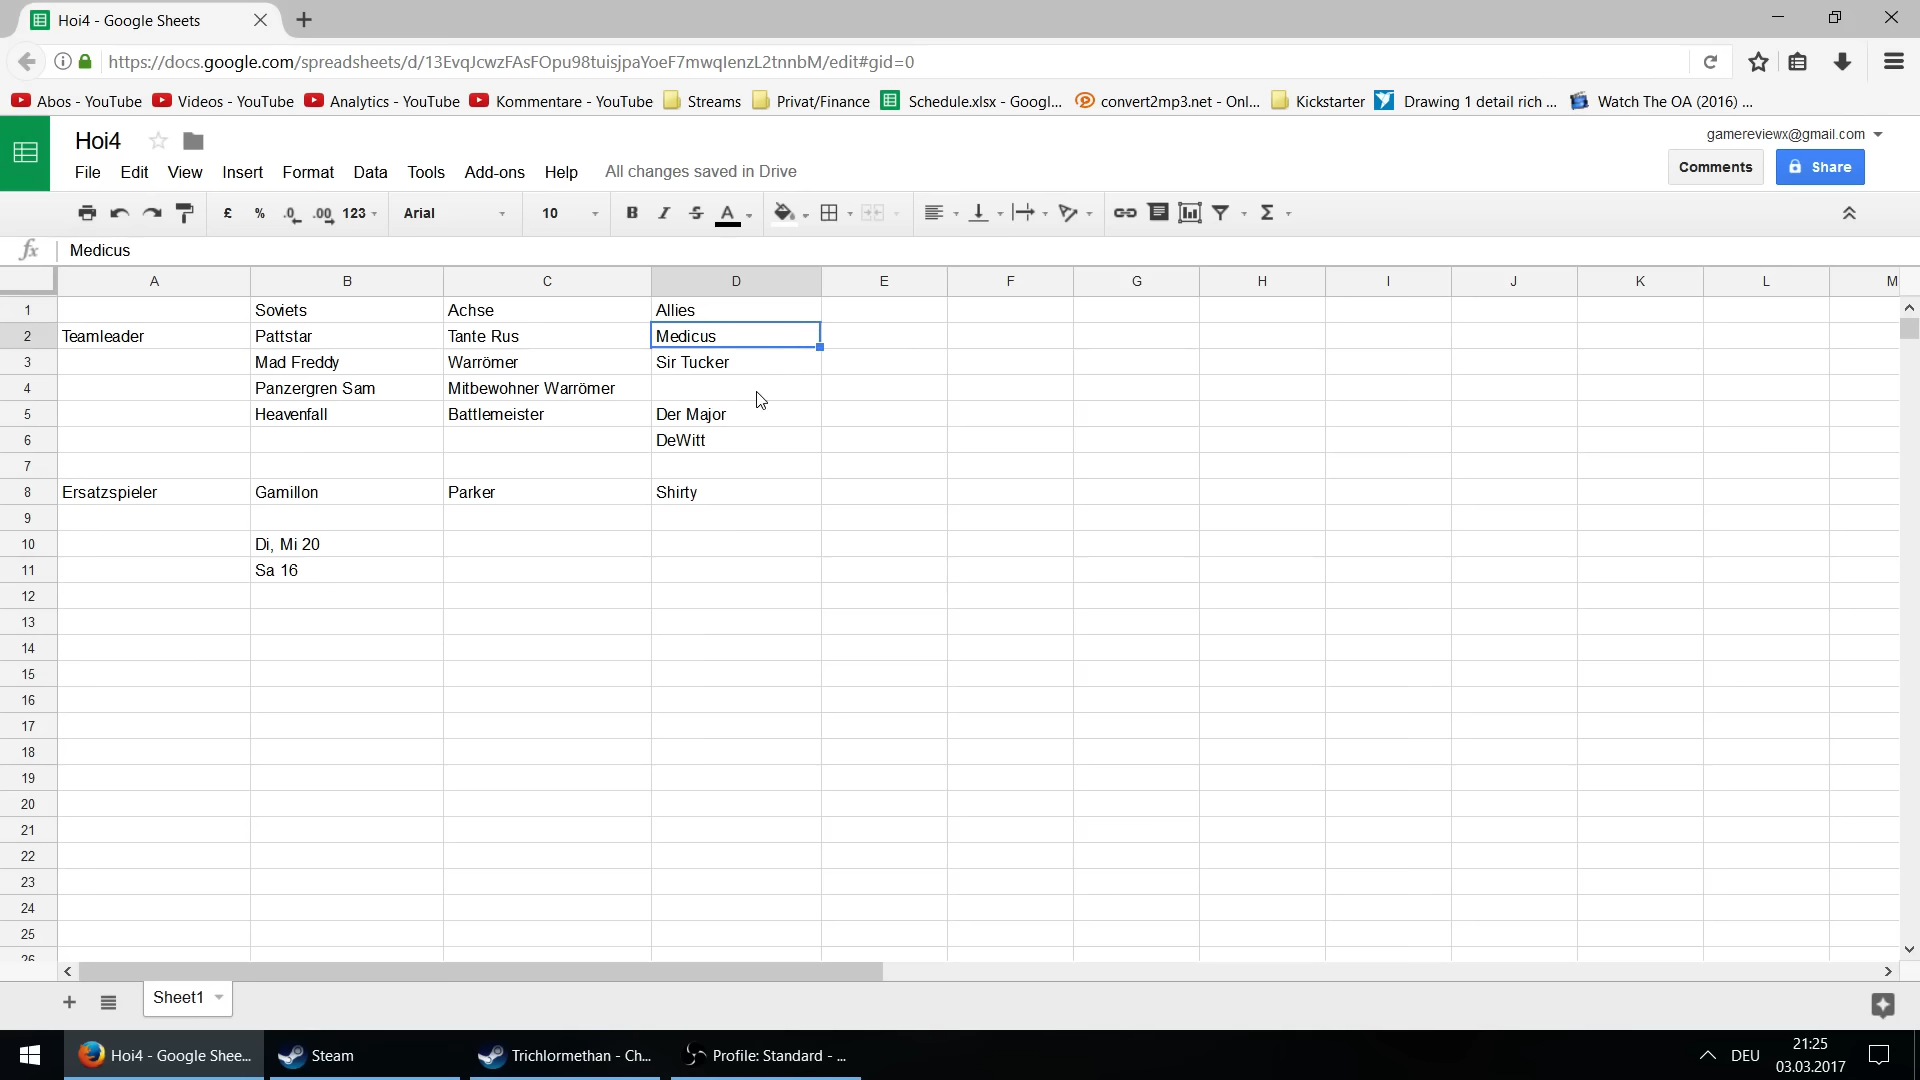 Hoi4 - Google Sheets
https://docs.google.com/spreadsheets/d/13EvqJcwzFAsFOpu98tuisjpaYoeF7mwqIenzL2tnnbM/edit#gid=0
Abos - YouTube Videos - YouTube Analytics - YouTube Kommentare - YouTube Streams Privat/Finance Schedule.xlsx - Googl... convert2mp3.net - Onl... Kickstarter Drawing 1 detail rich ... Watch The OA (2016) ...
Hoi4
gamereviewx@gmail.com
File Edit View Insert Format Data Tools Add-ons Help All changes saved in Drive
Comments Share
£ % .0 .00 123 Arial 10 B I S A Σ
fx Medicus
A B C D E F G H I J K L M
1 Soviets Achse Allies
2 Teamleader Pattstar Tante Rus Medicus
3 Mad Freddy Warrömer Sir Tucker
4 Panzergren Sam Mitbewohner Warrömer
5 Heavenfall Battlemeister Der Major
6 DeWitt
7
8 Ersatzspieler Gamillon Parker Shirty
9
10 Di, Mi 20
11 Sa 16
12
13
14
15
16
17
18
19
20
21
22
23
24
25
26
Sheet1
Hoi4 - Google Shee... Steam Trichlormethan - Ch... Profile: Standard - ... DEU 21:25
03.03.2017